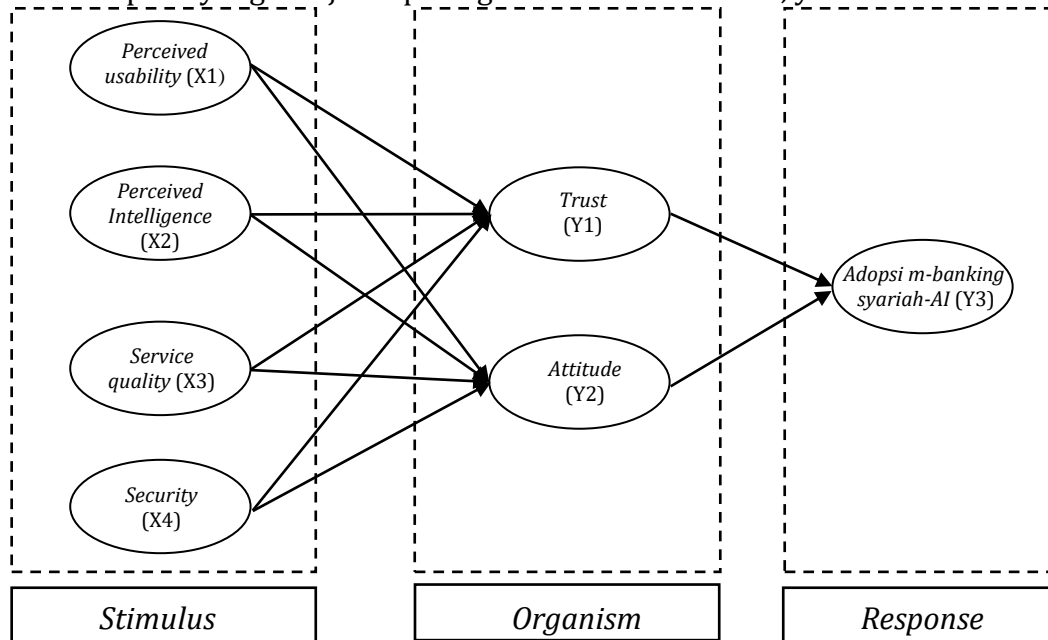 Perceived
usability (X1)
Perceived
Intelligence
(X2)
Service
quality (X3)
Security
(X4)
Trust
(Y1)
Attitude
(Y2)
Adopsi m-banking
syariah-AI (Y3)
Stimulus
Organism
Response